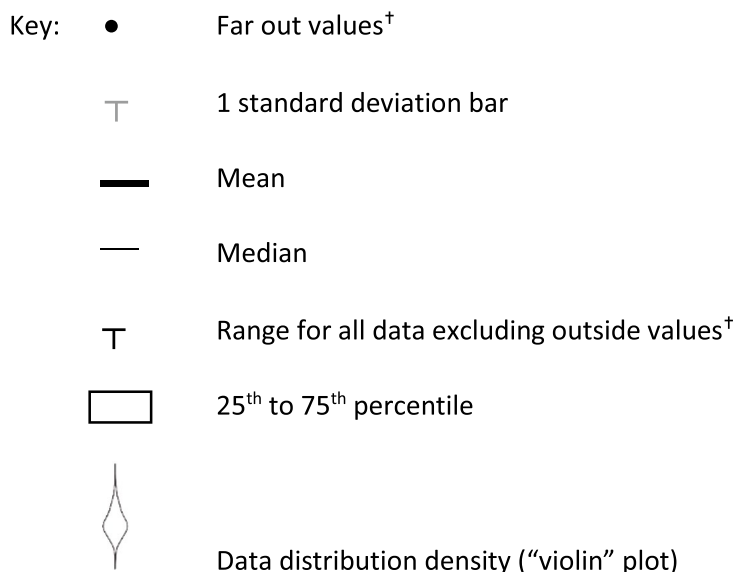 Key: Far out values†
1 standard deviation bar
Mean
Median
Range for all data excluding outside values†
25th to 75th percentile
Data distribution density (“violin” plot)